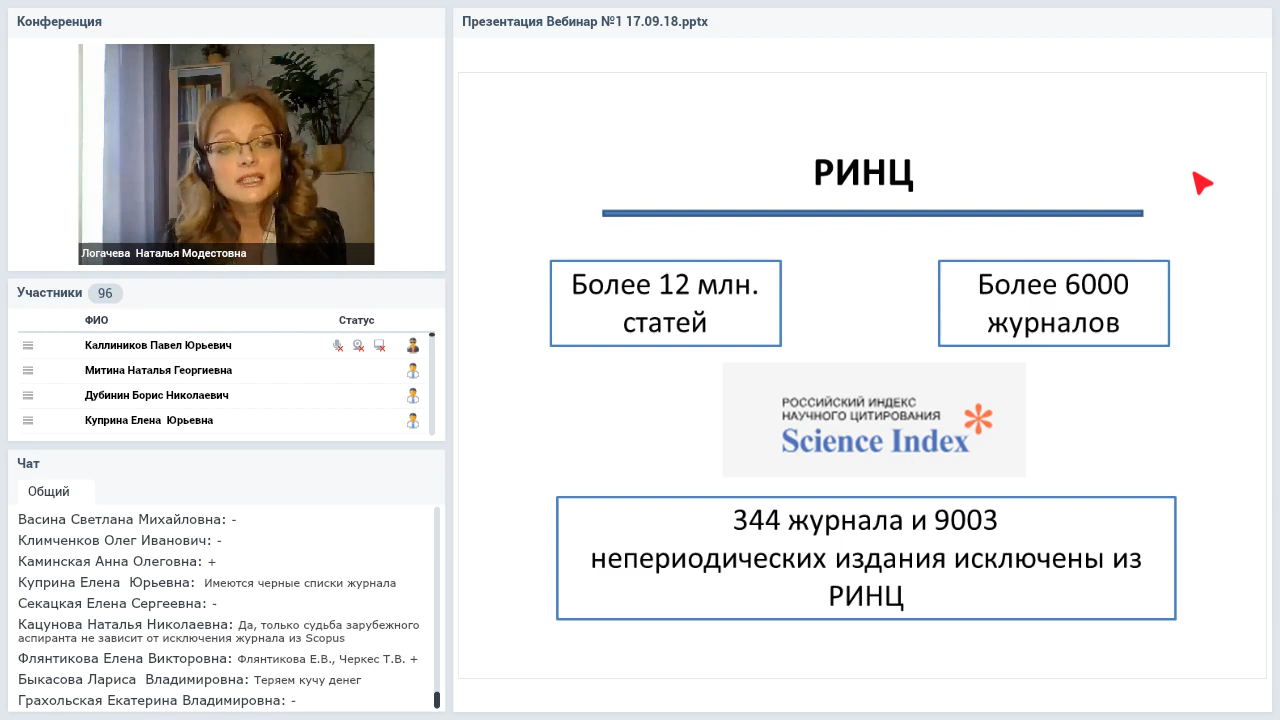 Конференция
Логачева  Наталья Модестовна
Участники 96
ФИО Статус
Каллиников Павел Юрьевич
Митина Наталья Георгиевна
Дубинин Борис Николаевич
Куприна Елена  Юрьевна
Чат
Общий
Васина Светлана Михайловна: -
Климченков Олег Иванович: -
Каминская Анна Олеговна: +
Куприна Елена  Юрьевна:  Имеются черные списки журнала
Секацкая Елена Сергеевна: -
Кацунова Наталья Николаевна: Да, только судьба зарубежного
аспиранта не зависит от исключения журнала из Scopus
Флянтикова Елена Викторовна: Флянтикова Е.В., Черкес Т.В. +
Быкасова Лариса  Владимировна: Теряем кучу денег
Грахольская Екатерина Владимировна: -
Презентация Вебинар №1 17.09.18.pptx
РИНЦ
Более 12 млн.
статей
Более 6000
журналов
РОССИЙСКИЙ ИНДЕКС
НАУЧНОГО ЦИТИРОВАНИЯ
Science Index
344 журнала и 9003
непериодических издания исключены из
РИНЦ